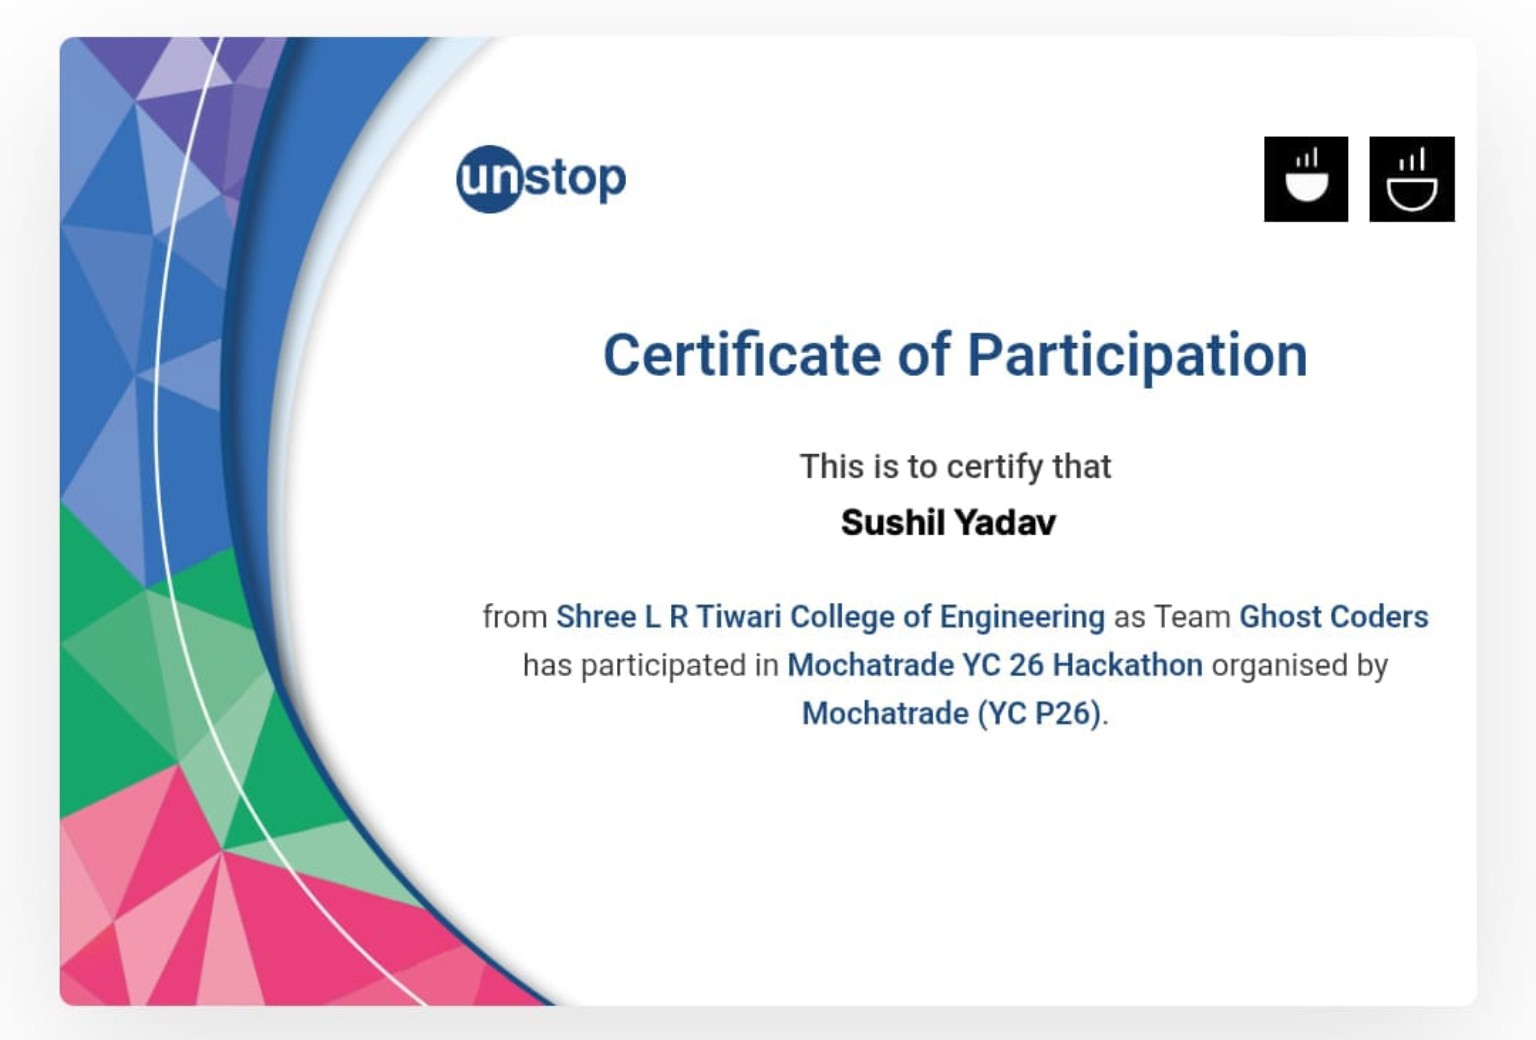 unstop
Certificate of Participation
This is to certify that
Sushil Yadav
from Shree L R Tiwari College of Engineering as Team Ghost Coders
has participated in Mochatrade YC 26 Hackathon organised by
Mochatrade (YC P26).